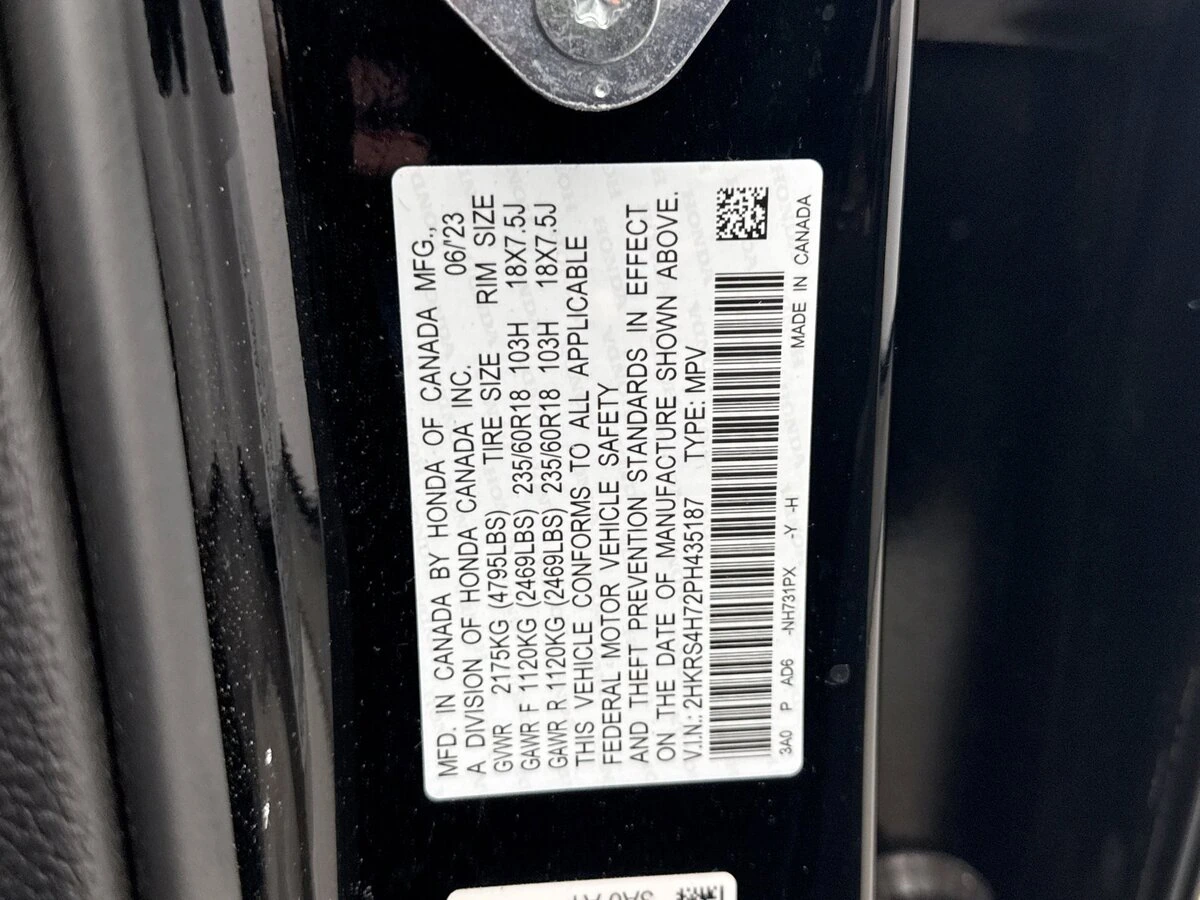 MFD. IN CANADA BY HONDA OF CANADA MFG.,
A DIVISION OF HONDA CANADA INC. 06/'23
GVWR 2175KG (4795LBS) TIRE SIZE RIM SIZE
GAWR F 1120KG (2469LBS) 235/60R18 103H 18X7.5J
GAWR R 1120KG (2469LBS) 235/60R18 103H 18X7.5J
THIS VEHICLE CONFORMS TO ALL APPLICABLE
FEDERAL MOTOR VEHICLE SAFETY
AND THEFT PREVENTION STANDARDS IN EFFECT
ON THE DATE OF MANUFACTURE SHOWN ABOVE.
V.I.N.: 2HKRS4H72PH435187 TYPE: MPV
3A0 P AD6 -NH731PX -Y -H MADE IN CANADA